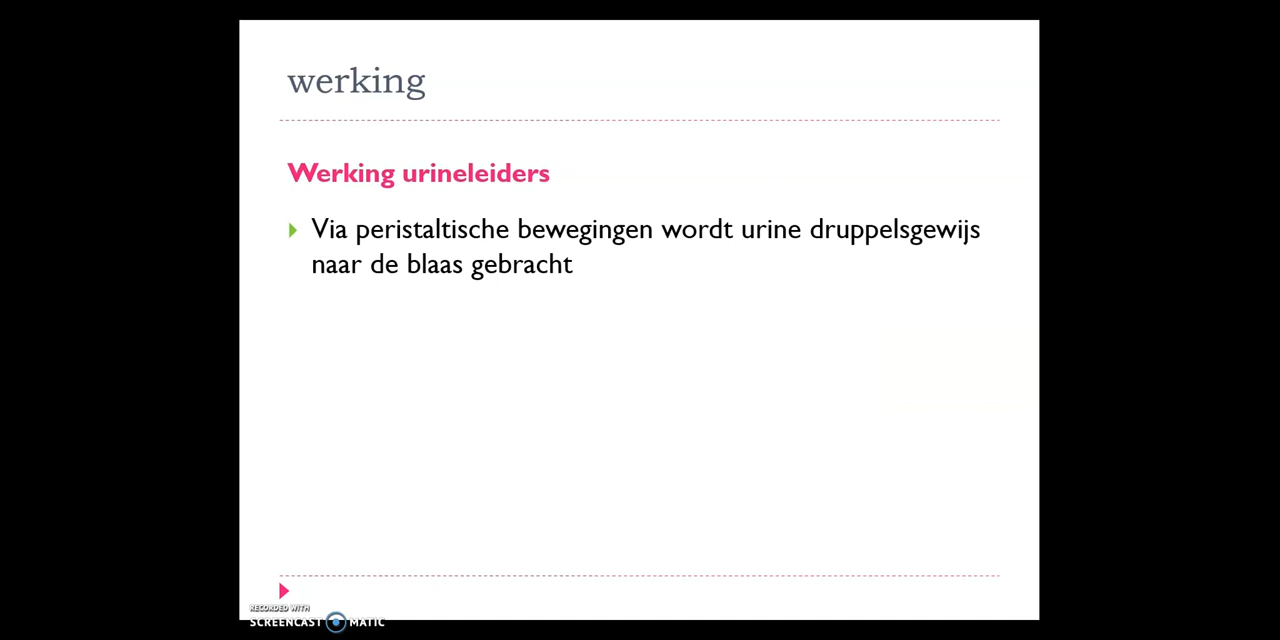 werking
Werking urineleiders
Via peristaltische bewegingen wordt urine druppelsgewijs
naar de blaas gebracht
RECORDED WITH
SCREENCAST MATIC